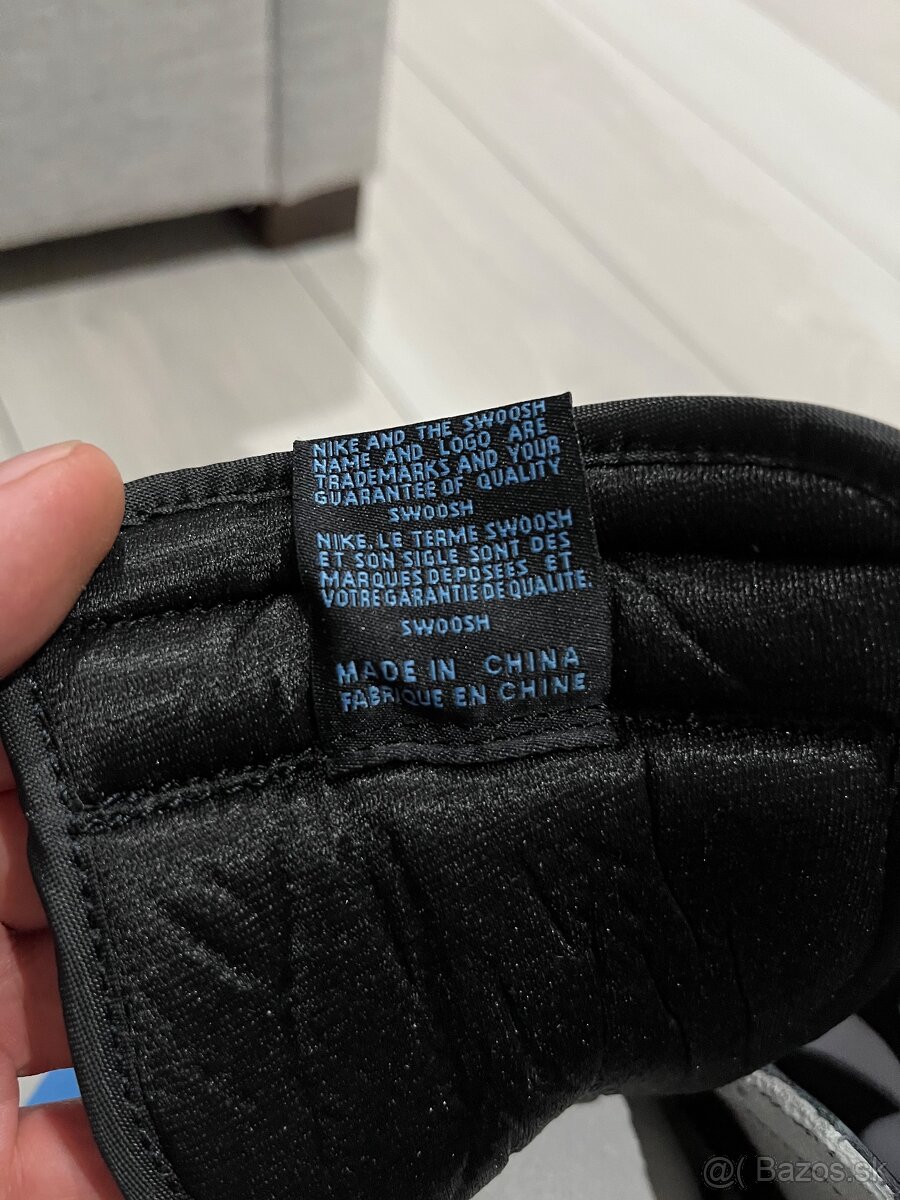 NIKE AND THE SWOOSH
NAME AND LOGO ARE
TRADEMARKS AND YOUR
GUARANTEE OF QUALITY
SWOOSH
NIKE, LE TERME SWOOSH
ET SON SIGLE SONT DES
MARQUES DEPOSEES ET
VOTRE GARANTIE DE QUALITE.
SWOOSH
MADE IN CHINA
FABRIQUE EN CHINE
@( Bazos.sk